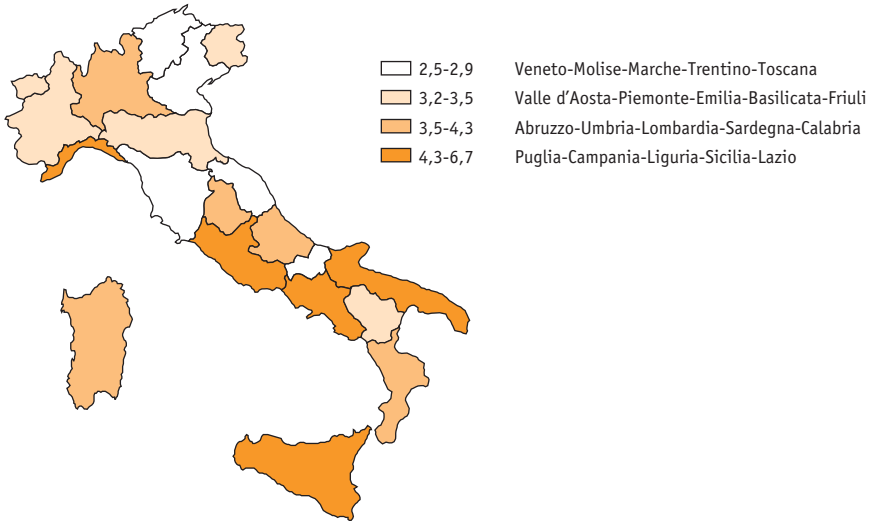 2,5-2,9 Veneto-Molise-Marche-Trentino-Toscana
3,2-3,5 Valle d'Aosta-Piemonte-Emilia-Basilicata-Friuli
3,5-4,3 Abruzzo-Umbria-Lombardia-Sardegna-Calabria
4,3-6,7 Puglia-Campania-Liguria-Sicilia-Lazio